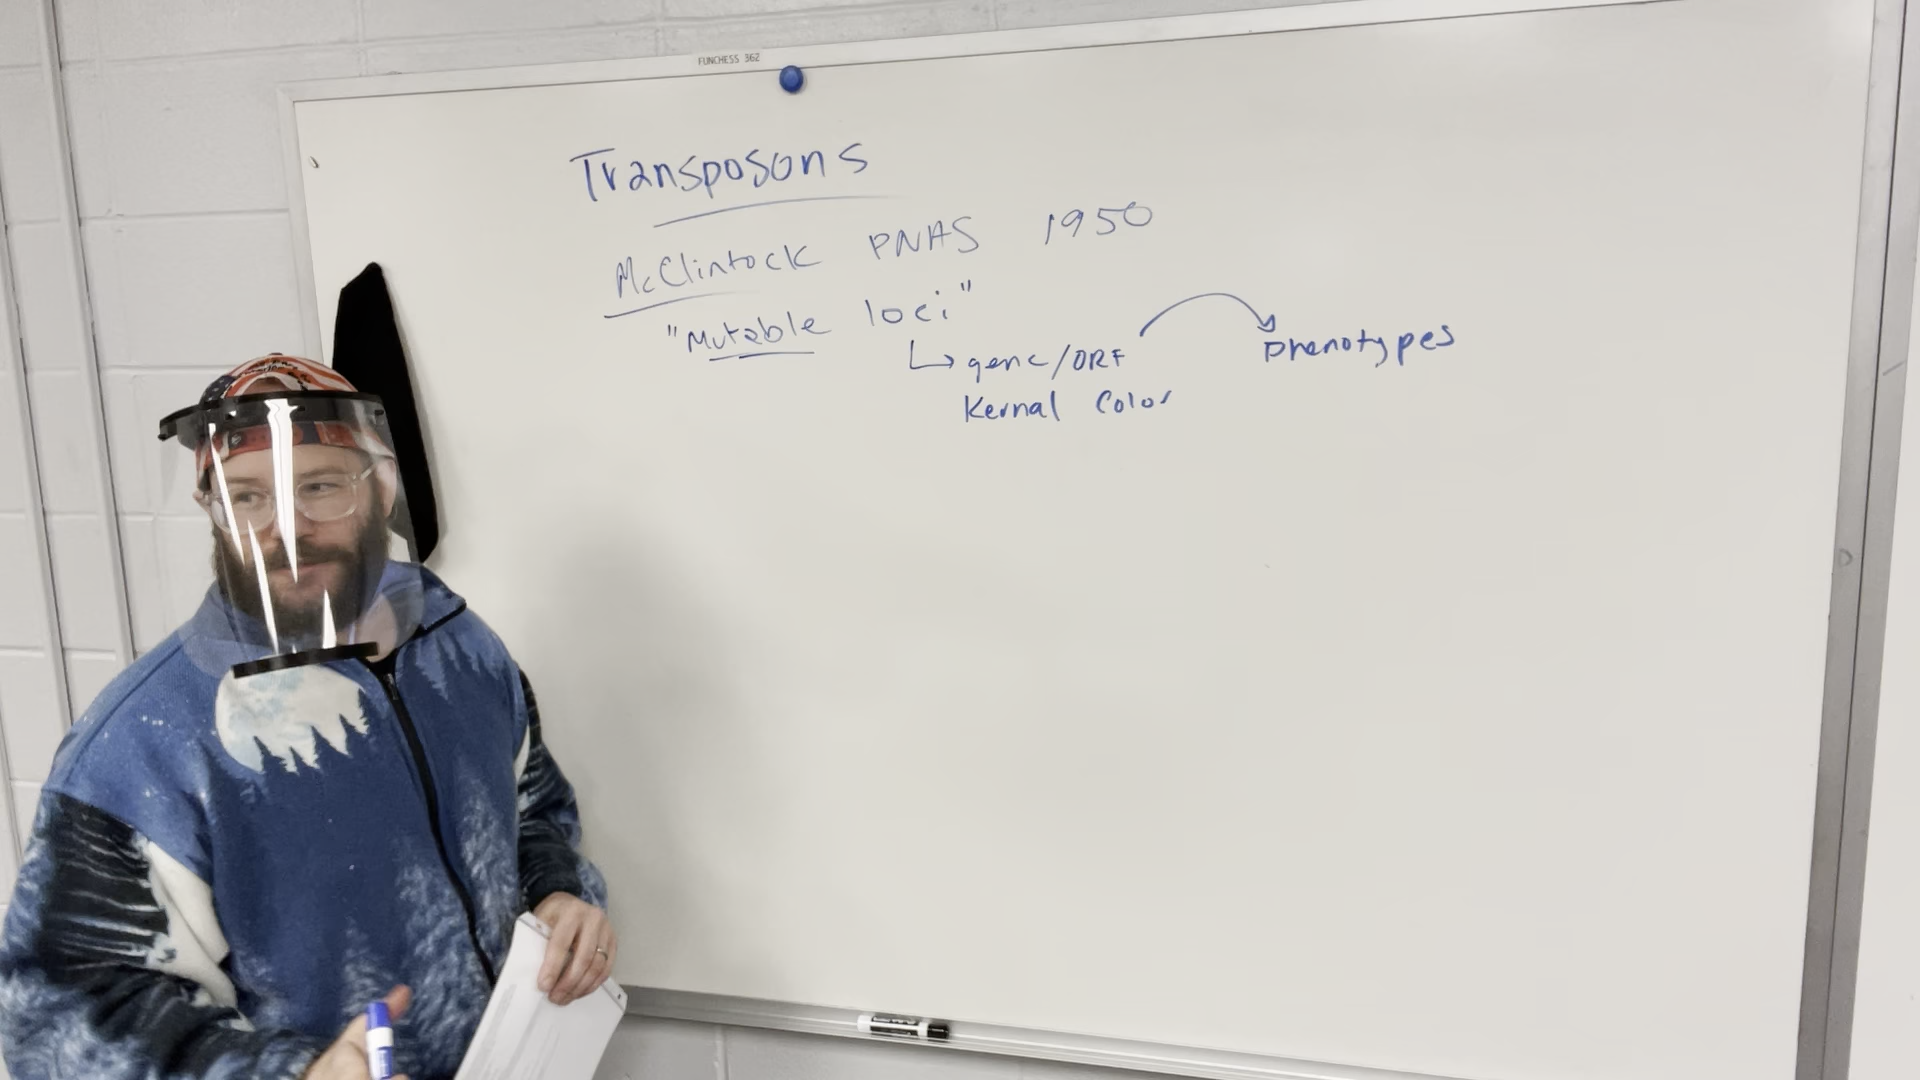 FUNCHESS 362
Transposons
McClintock PNAS 1950
"Mutable loci"
↳ gene/ORF
Phenotypes
Kernal Color